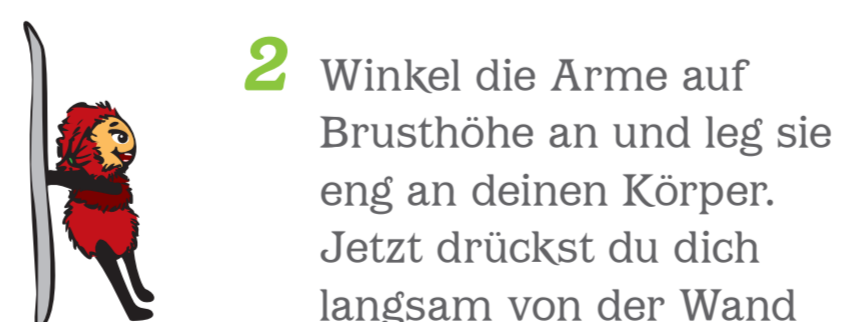 2 Winkel die Arme auf
Brusthöhe an und leg sie
eng an deinen Körper.
Jetzt drückst du dich
langsam von der Wand